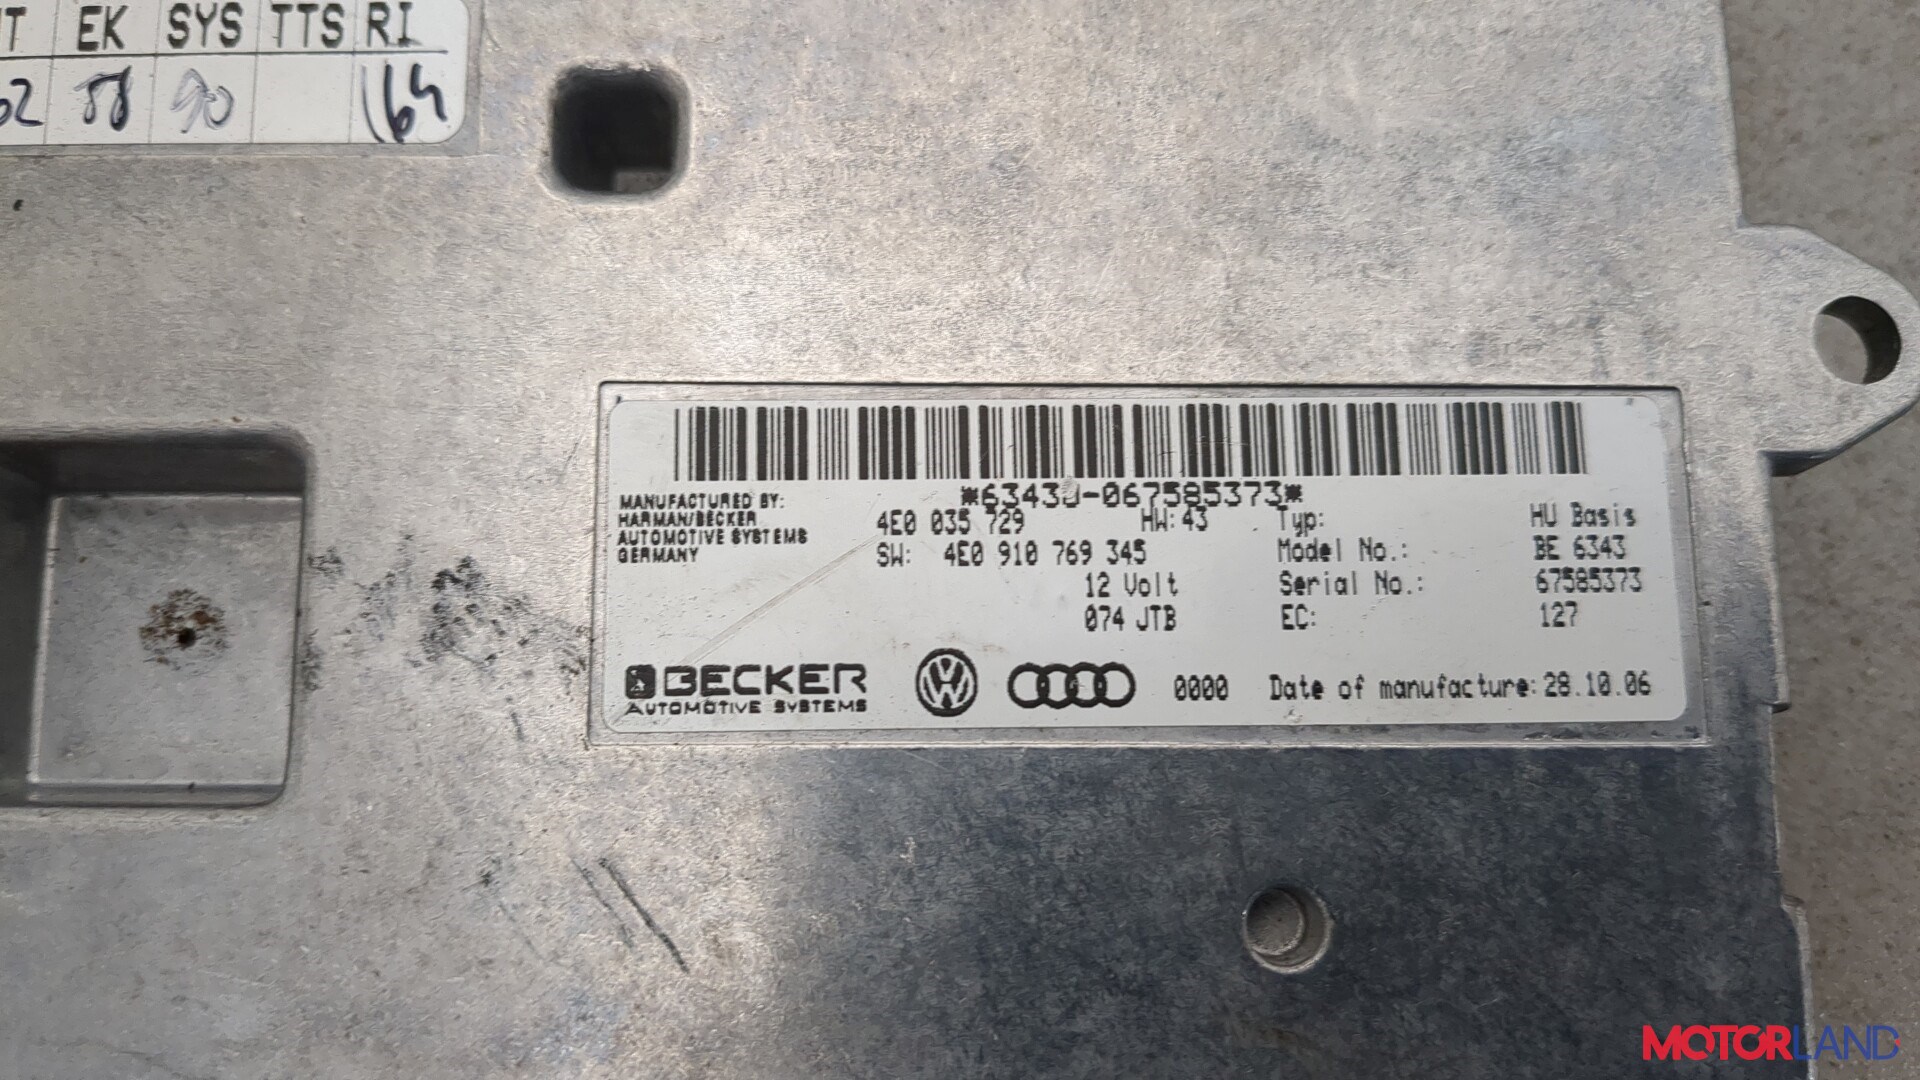 EK SYS TTS RI
90 164
*6343J-067585373*
MANUFACTURED BY:
HARMAN/BECKER
AUTOMOTIVE SYSTEMS
GERMANY
4E0 035 729 HW: 43
SW: 4E0 910 769 345
12 Volt
074 JTB
Typ: HU Basis
Model No.: BE 6343
Serial No.: 67585373
EC: 127
BECKER
AUTOMOTIVE SYSTEMS
0000
Date of manufacture: 28.10.06
MOTORLAND